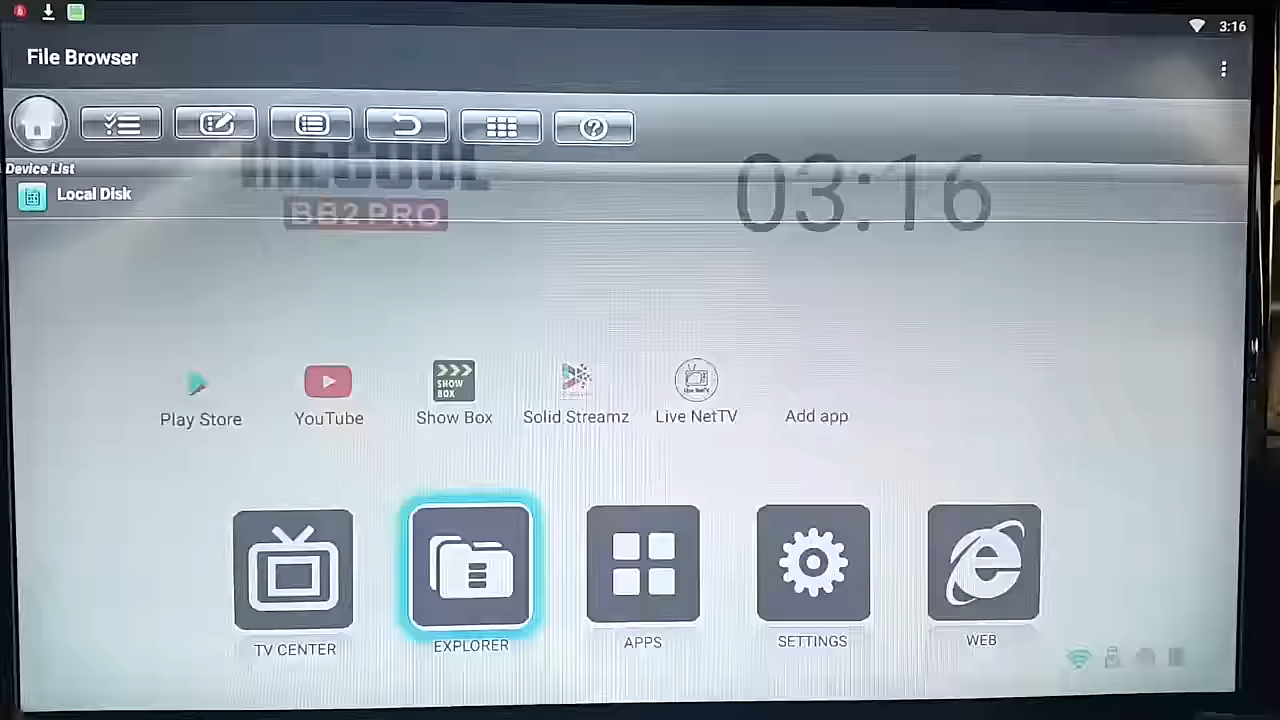 3:16
File Browser
Device List
Local Disk
MECOOL
BB2 PRO
03:16
SHOW
BOX
Play Store
YouTube
Show Box
Solid Streamz
Live NetTV
Add app
TV CENTER
EXPLORER
APPS
SETTINGS
WEB